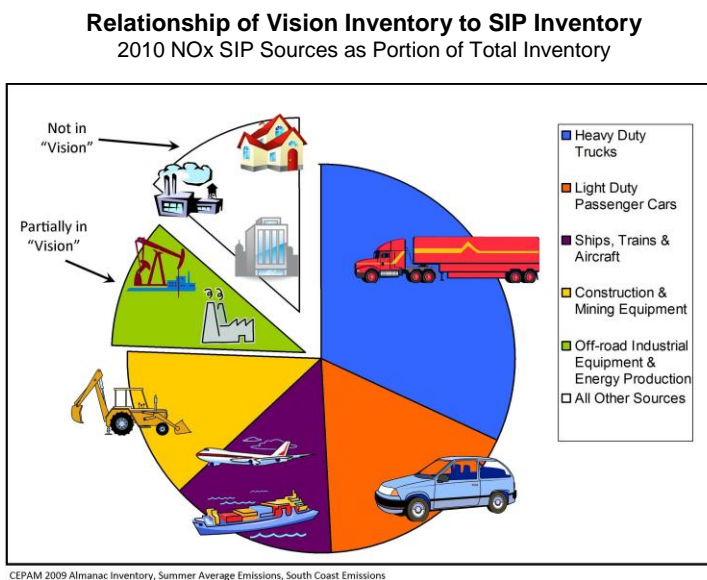 Relationship of Vision Inventory to SIP Inventory
2010 NOx SIP Sources as Portion of Total Inventory
Not in
“Vision”
Partially in
“Vision”
Heavy Duty
Trucks
Light Duty
Passenger Cars
Ships, Trains &
Aircraft
Construction &
Mining Equipment
Off-road Industrial
Equipment &
Energy Production
All Other Sources
CEPAM 2009 Almanac Inventory, Summer Average Emissions, South Coast Emissions